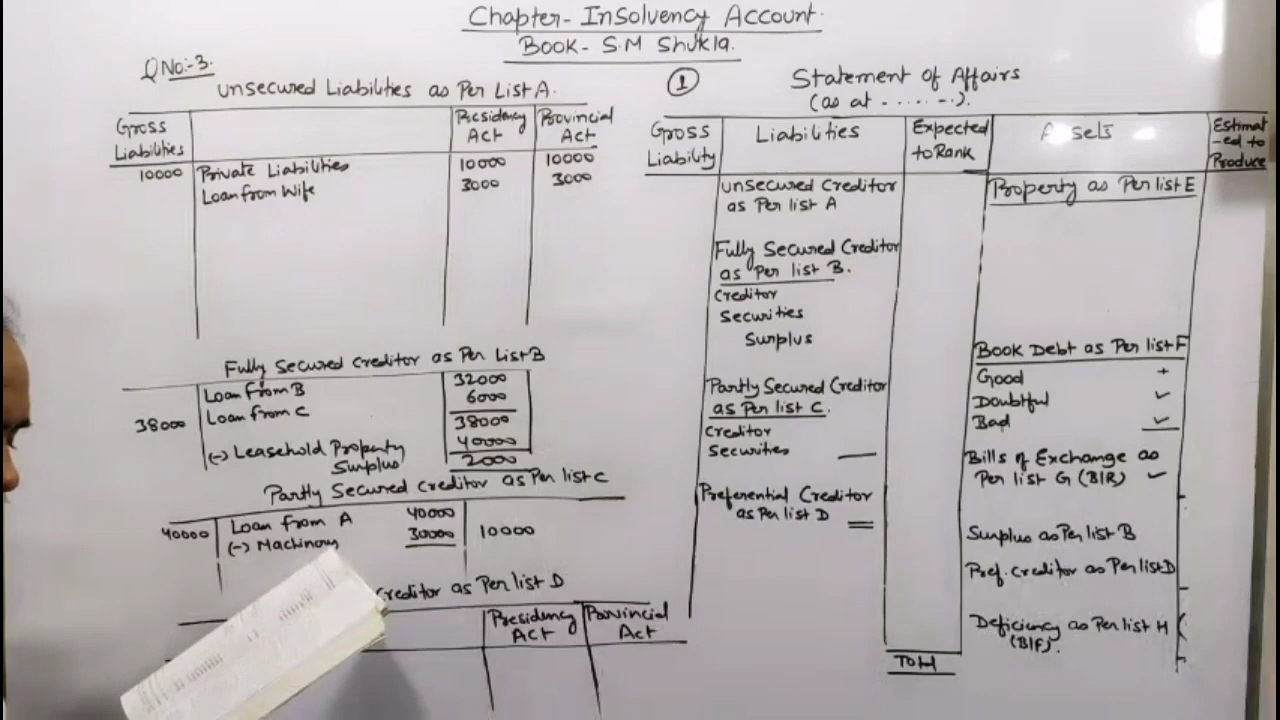 Chapter- Insolvency Account.
Book- S.M Shukla.
QNo:-3.
Unsecured Liabilities as Per List A.
Gross Liabilities
Presidency Act
Provincial Act
10000 Private Liabilities 10000 10000
Loan from Wife 3000 3000
Fully Secured Creditor as Per List B
Loan from B 32000
Loan from C 6000
38000 38000
(-) Leasehold Property 40000
Surplus 2000
Partly Secured Creditor as Per list C
40000 Loan from A 40000
(-) Machinory 30000 10000
Creditor as Per list D
Presidency Act
Provincial Act
① Statement of Affairs
(as at .......).
Gross Liability
Liabilities
Expected to Rank
Assets
Estimat-ed to Produce
Unsecured Creditor
as Per list A
Fully Secured Creditor
as Per list B.
Creditor
Securities
Surplus
Partly Secured Creditor
as Per list C.
Creditor
Securities
Preferential Creditor
as Per list D
Total
Property as Per list E
Book Debt as Per list F
Good +
Doubtful ✓
Bad ✓
Bills of Exchange as
Per list G (B/R) ✓
Surplus as Per list B
Pref. Creditor as Per list D
Deficiency as Per list H
(B/F).